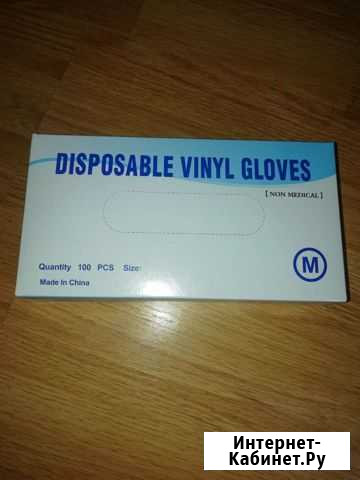 DISPOSABLE VINYL GLOVES
[ NON MEDICAL ]
Quantity 100 PCS Size:
M
Made In China
Интернет-
Кабинет.Ру